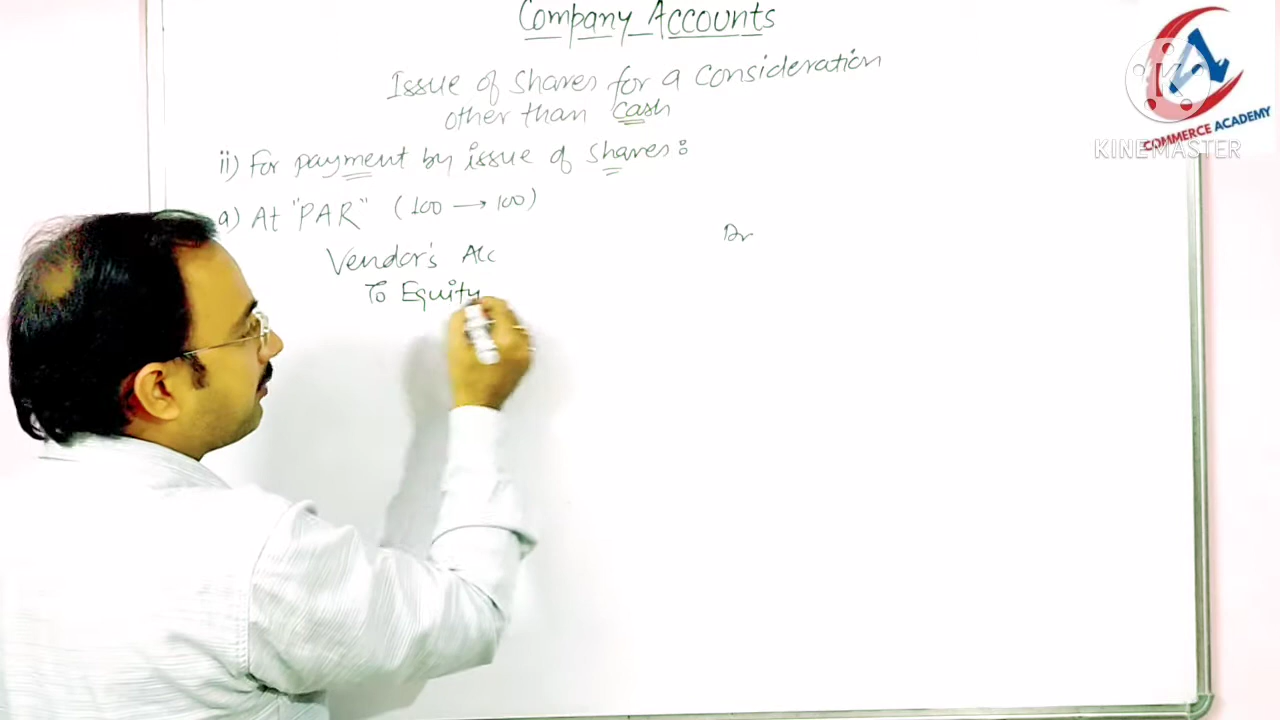 Company Accounts
Issue of shares for a consideration
other than cash
ii) For payment by issue of shares:
a) At "PAR" (100 → 100)
Dr
Vendor's A/c
To Equity
COMMERCE ACADEMY
KINEMASTER